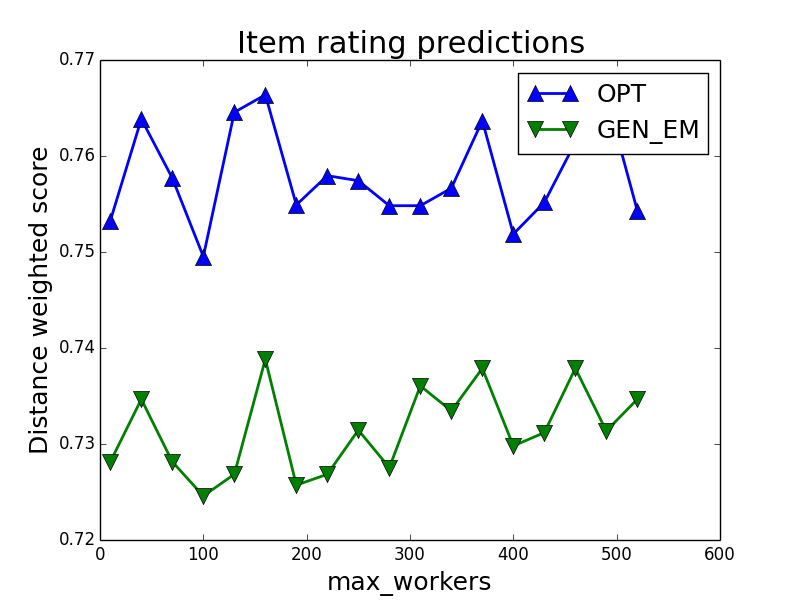 Item rating predictions
Distance weighted score
0.77
0.76
0.75
0.74
0.73
0.72
OPT
GEN_EM
0 100 200 300 400 500 600
max_workers